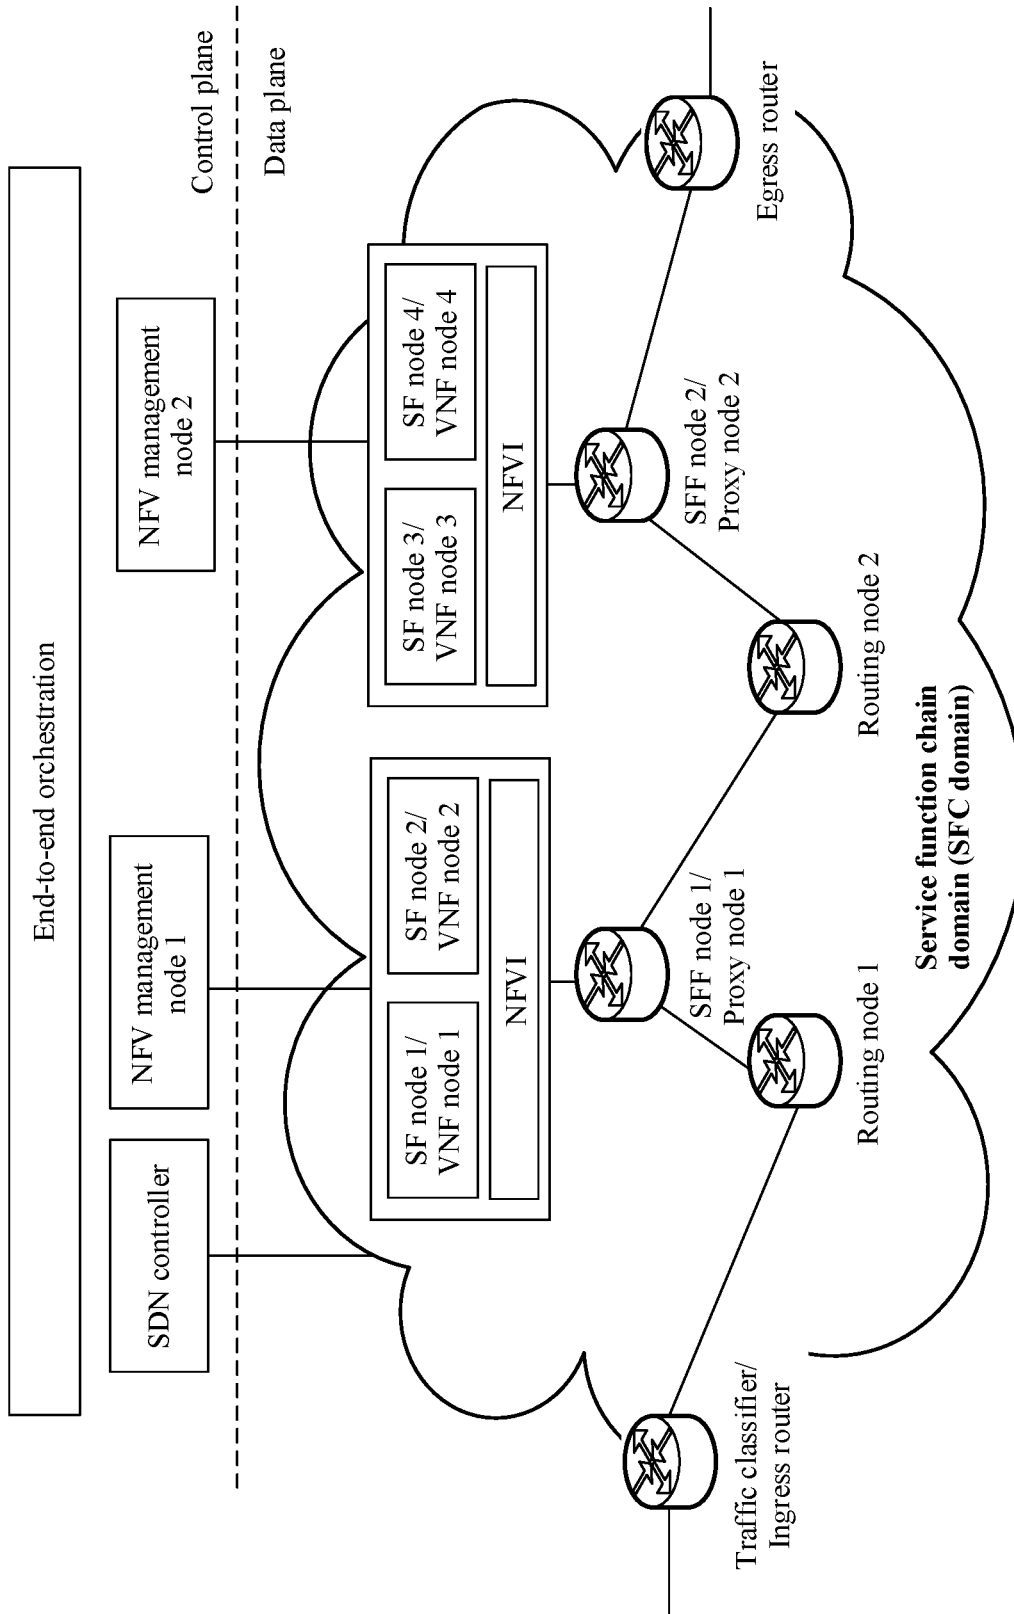 End-to-end orchestration
SDN controller
NFV management
node 1
NFV management
node 2
Control plane
Data plane
SF node 1/
VNF node 1
SF node 2/
VNF node 2
NFVI
SF node 3/
VNF node 3
SF node 4/
VNF node 4
NFVI
Traffic classifier/
Ingress router
SFF node 1/
Proxy node 1
SFF node 2/
Proxy node 2
Egress router
Routing node 1
Routing node 2
Service function chain
domain (SFC domain)